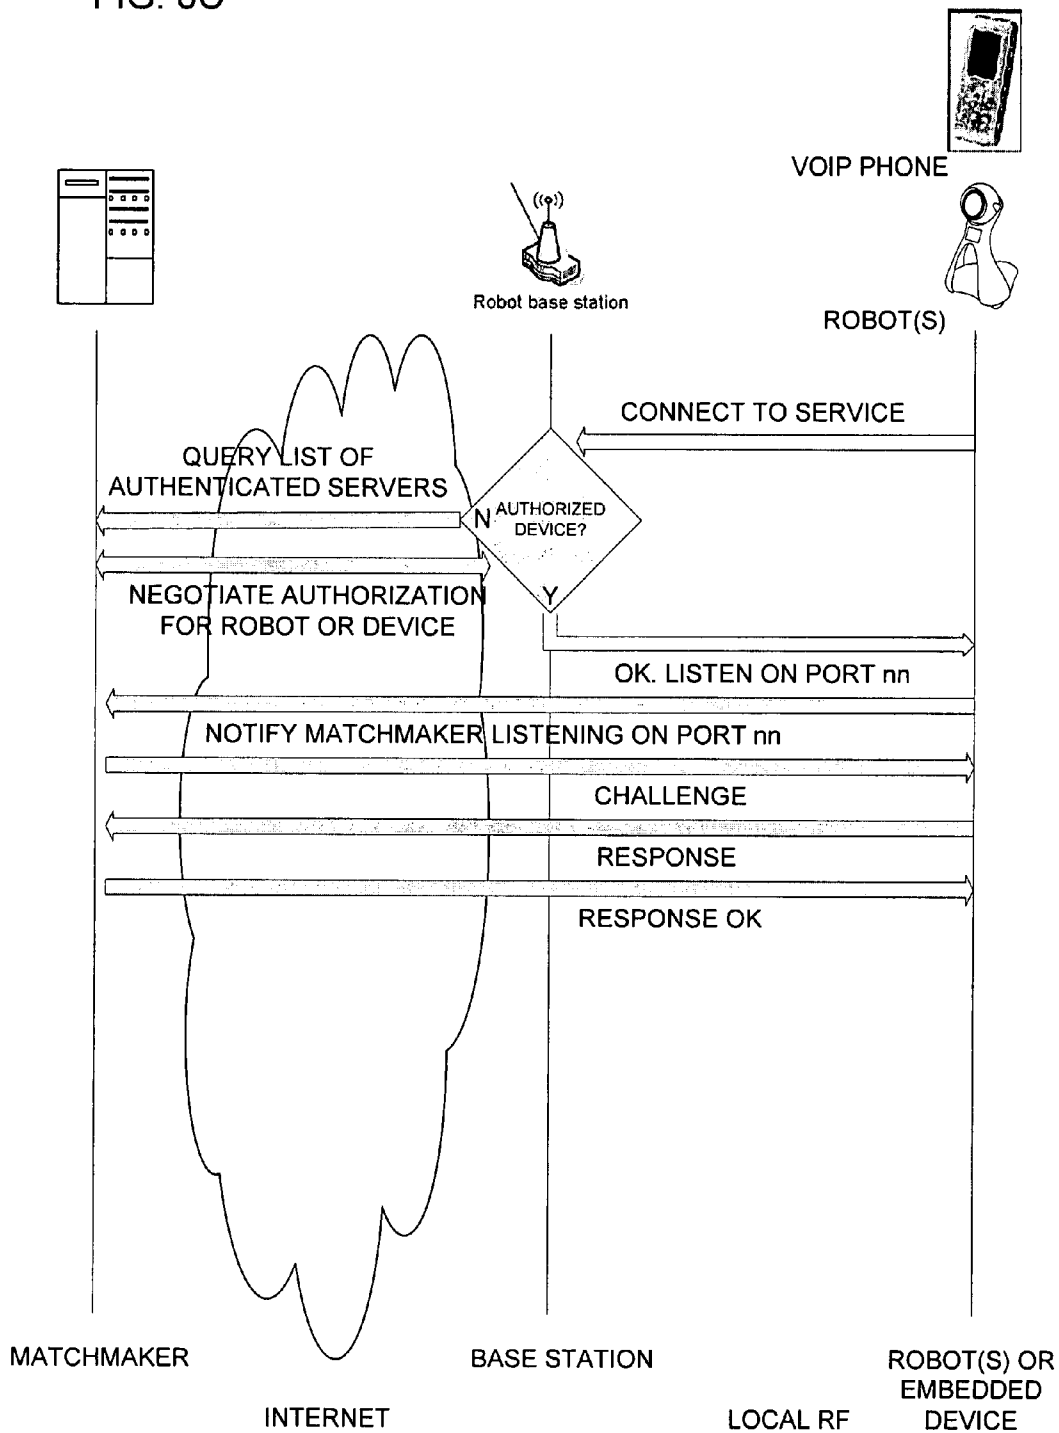 VOIP PHONE
Robot base station
ROBOT(S)
CONNECT TO SERVICE
QUERY LIST OF
AUTHENTICATED SERVERS
N
AUTHORIZED
DEVICE?
NEGOTIATE AUTHORIZATION
FOR ROBOT OR DEVICE
Y
OK. LISTEN ON PORT nn
NOTIFY MATCHMAKER LISTENING ON PORT nn
CHALLENGE
RESPONSE
RESPONSE OK
MATCHMAKER
BASE STATION
ROBOT(S) OR
EMBEDDED
DEVICE
INTERNET
LOCAL RF